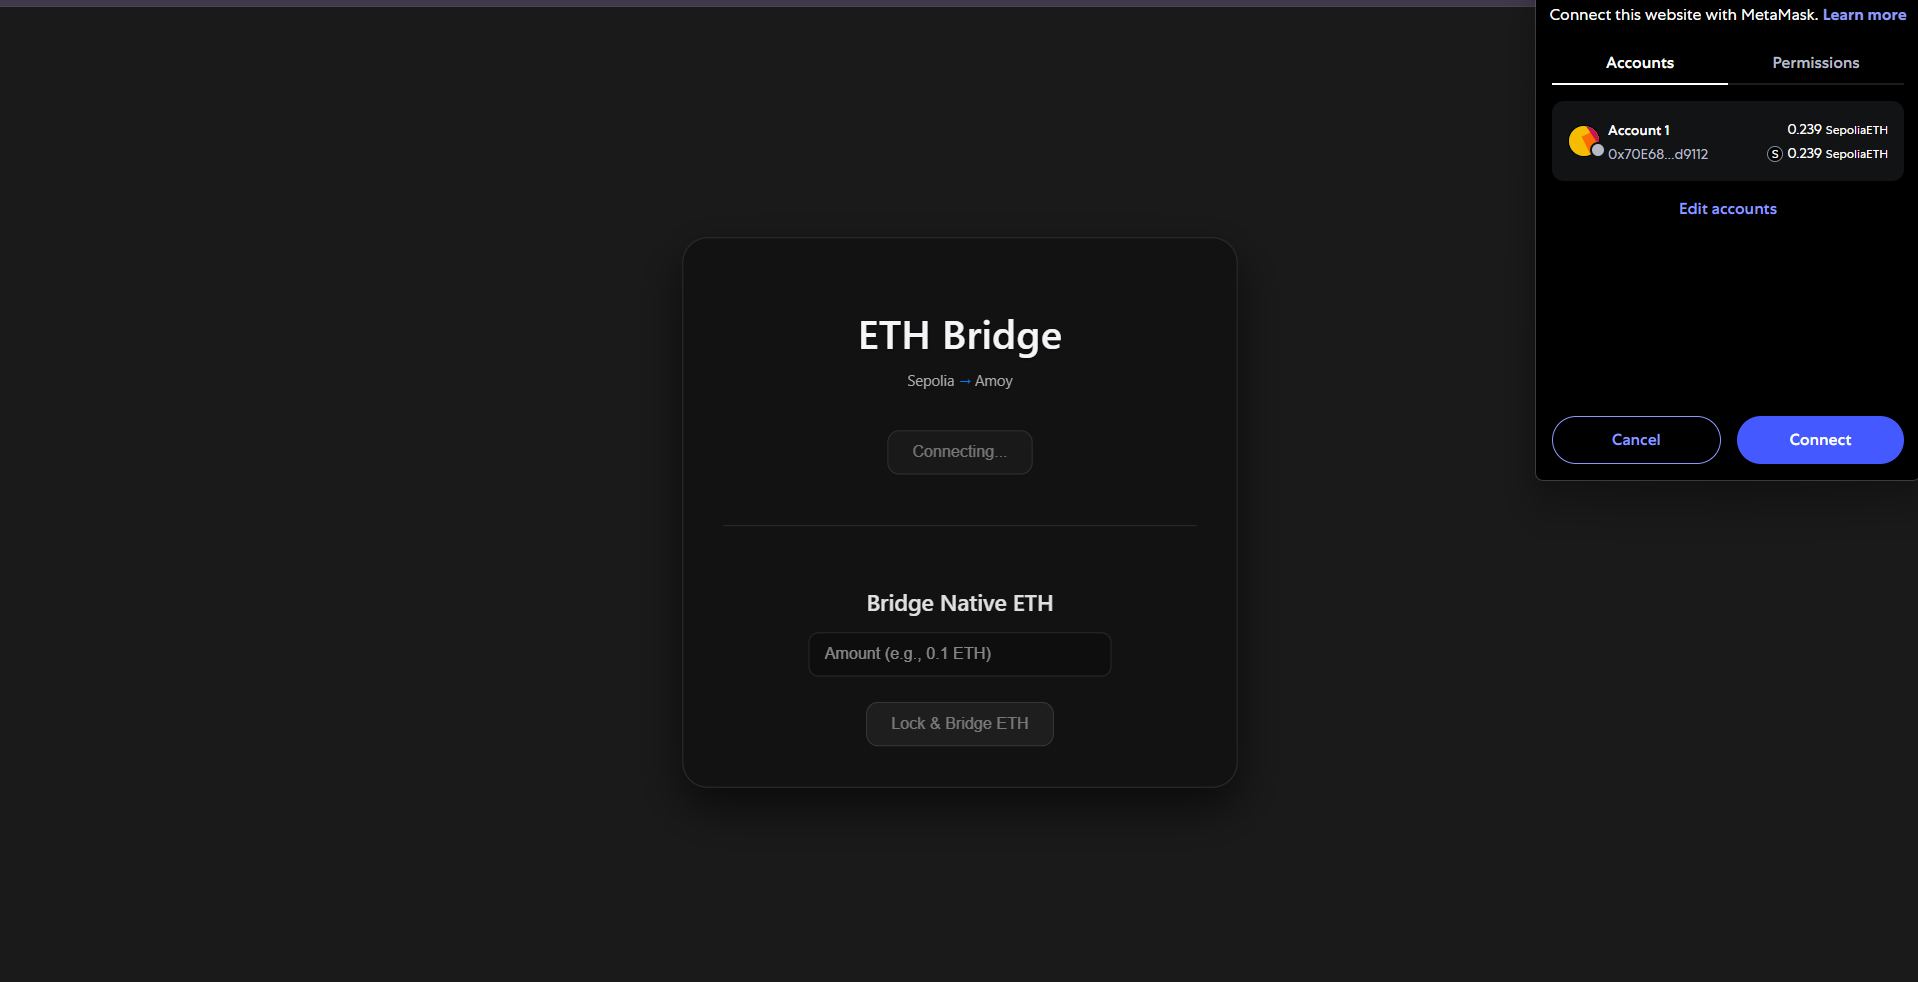 Connect this website with MetaMask. Learn more
Accounts
Permissions
Account 1
0.239 SepoliaETH
0x70E68...d9112
S 0.239 SepoliaETH
Edit accounts
Cancel
Connect
ETH Bridge
Sepolia → Amoy
Connecting...
Bridge Native ETH
Amount (e.g., 0.1 ETH)
Lock & Bridge ETH